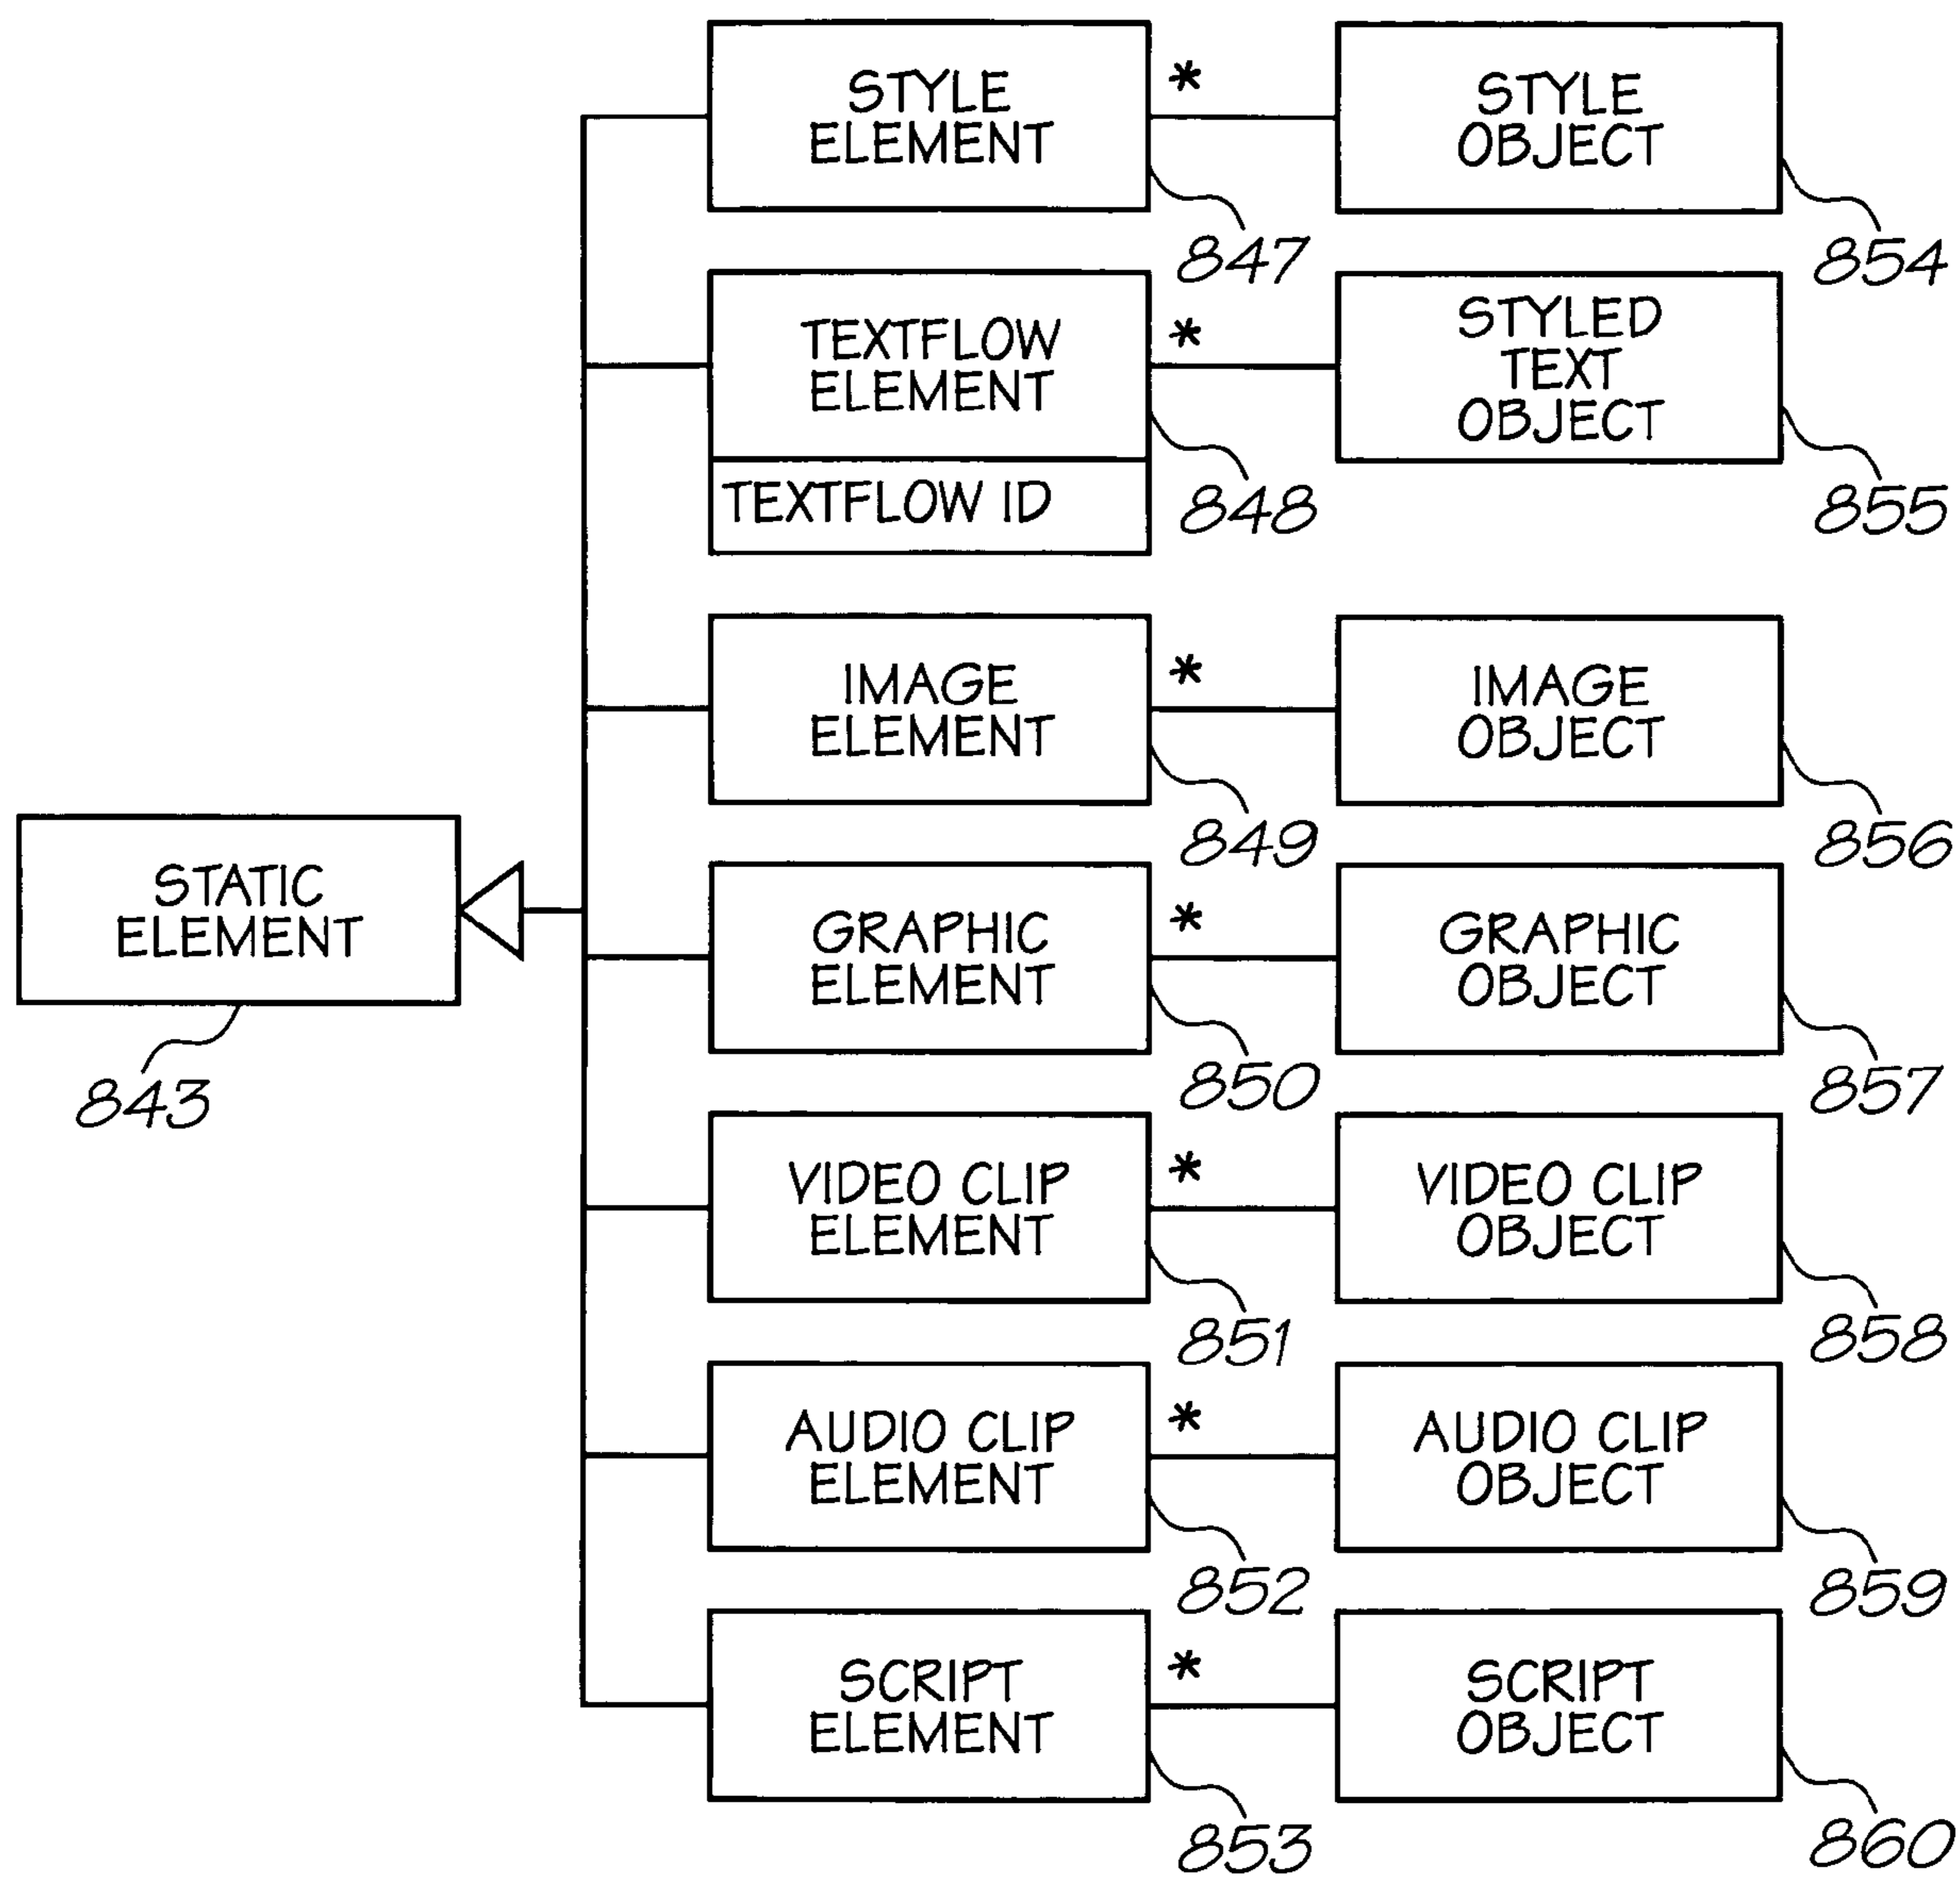 STYLE
ELEMENT
*
STYLE
OBJECT
847
854
TEXTFLOW
ELEMENT
*
STYLED
TEXT
OBJECT
TEXTFLOW ID
848
855
IMAGE
ELEMENT
*
IMAGE
OBJECT
849
856
STATIC
ELEMENT
843
GRAPHIC
ELEMENT
*
GRAPHIC
OBJECT
850
857
VIDEO CLIP
ELEMENT
*
VIDEO CLIP
OBJECT
851
858
AUDIO CLIP
ELEMENT
*
AUDIO CLIP
OBJECT
852
859
SCRIPT
ELEMENT
*
SCRIPT
OBJECT
853
860